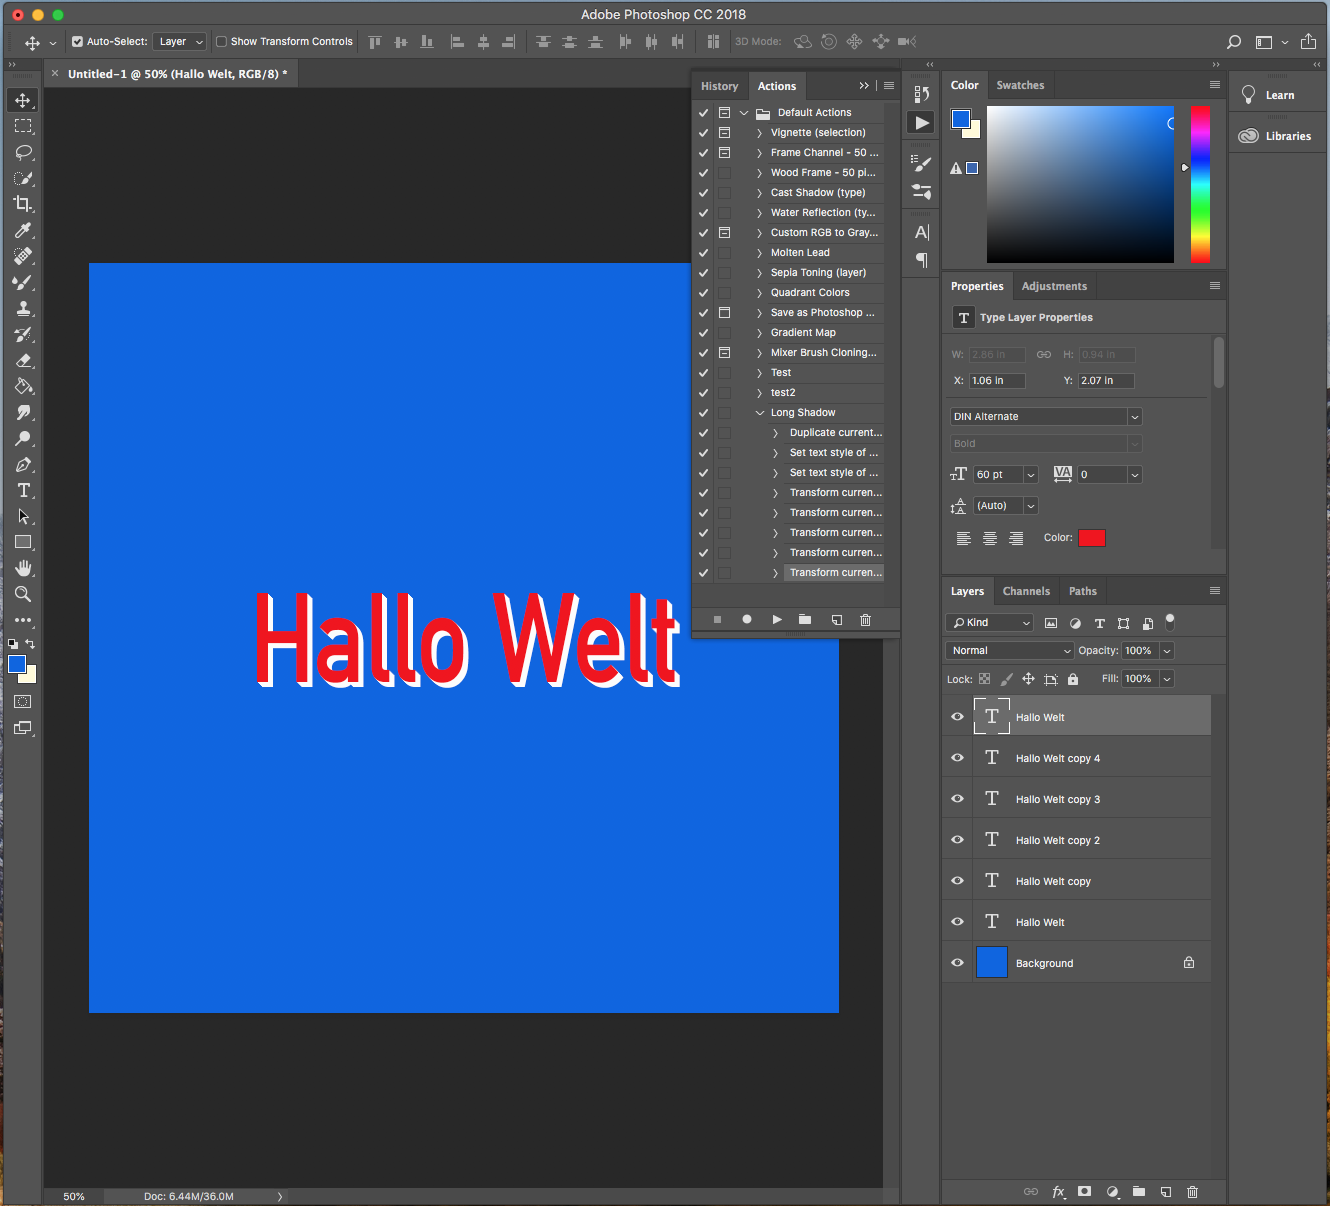 Adobe Photoshop CC 2018
Auto-Select: Layer Show Transform Controls 3D Mode:
Untitled-1 @ 50% (Hallo Welt, RGB/8) *
History Actions
Default Actions
Vignette (selection)
Frame Channel - 50 ...
Wood Frame - 50 pi...
Cast Shadow (type)
Water Reflection (ty...
Custom RGB to Gray...
Molten Lead
Sepia Toning (layer)
Quadrant Colors
Save as Photoshop ...
Gradient Map
Mixer Brush Cloning...
Test
test2
Long Shadow
Duplicate current...
Set text style of ...
Set text style of ...
Transform curren...
Transform curren...
Transform curren...
Transform curren...
Transform curren...
Hallo Welt
Color Swatches
Learn
Libraries
Properties Adjustments
T Type Layer Properties
W: 2.86 in H: 0.94 in
X: 1.06 in Y: 2.07 in
DIN Alternate
Bold
60 pt VA 0
(Auto)
Color:
Layers Channels Paths
Kind
Normal Opacity: 100%
Lock: Fill: 100%
T Hallo Welt
T Hallo Welt copy 4
T Hallo Welt copy 3
T Hallo Welt copy 2
T Hallo Welt copy
T Hallo Welt
Background
fx
50% Doc: 6.44M/36.0M